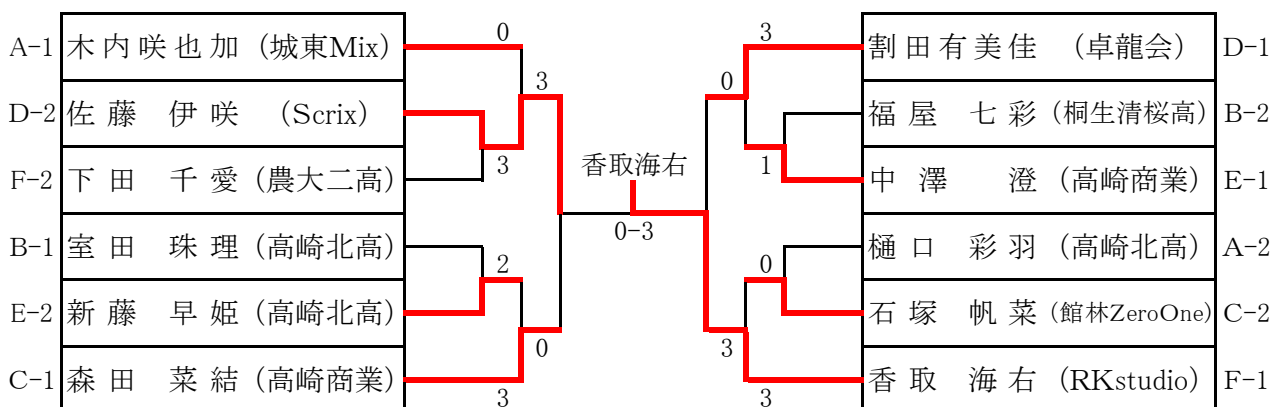 A-1 木内咲也加 (城東Mix)
D-2 佐藤 伊咲 (Scrix)
F-2 下田 千愛 (農大二高)
B-1 室田 珠理 (高崎北高)
E-2 新藤 早姫 (高崎北高)
C-1 森田 菜結 (高崎商業)
0
3
3
2
0
3
香取海右
0-3
3
0
1
0
3
3
割田有美佳 (卓龍会) D-1
福屋 七彩 (桐生清桜高) B-2
中澤 澄 (高崎商業) E-1
樋口 彩羽 (高崎北高) A-2
石塚 帆菜 (館林ZeroOne) C-2
香取 海右 (RKstudio) F-1